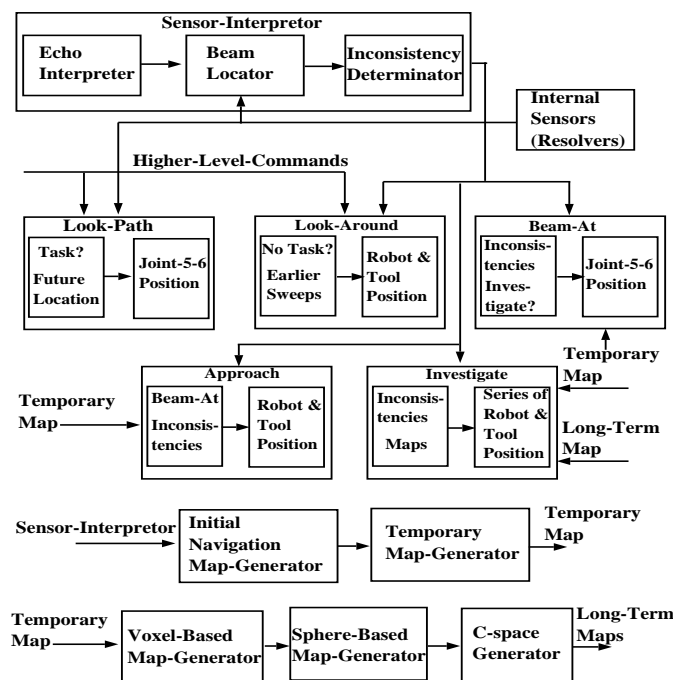 Sensor-Interpretor
Echo
Interpreter
Beam
Locator
Inconsistency
Determinator
Internal
Sensors
(Resolvers)
Higher-Level-Commands
Look-Path
Task?
Future
Location
Joint-5-6
Position
Look-Around
No Task?
Earlier
Sweeps
Robot &
Tool
Position
Beam-At
Inconsis-
tencies
Inves-
tigate?
Joint-5-6
Position
Temporary
Map
Approach
Beam-At
Inconsis-
tencies
Robot &
Tool
Position
Temporary
Map
Investigate
Inconsis-
tencies
Maps
Series of
Robot &
Tool
Position
Long-Term
Map
Sensor-Interpretor
Initial
Navigation
Map-Generator
Temporary
Map-Generator
Temporary
Map
Temporary
Map
Voxel-Based
Map-Generator
Sphere-Based
Map-Generator
C-space
Generator
Long-Term
Maps